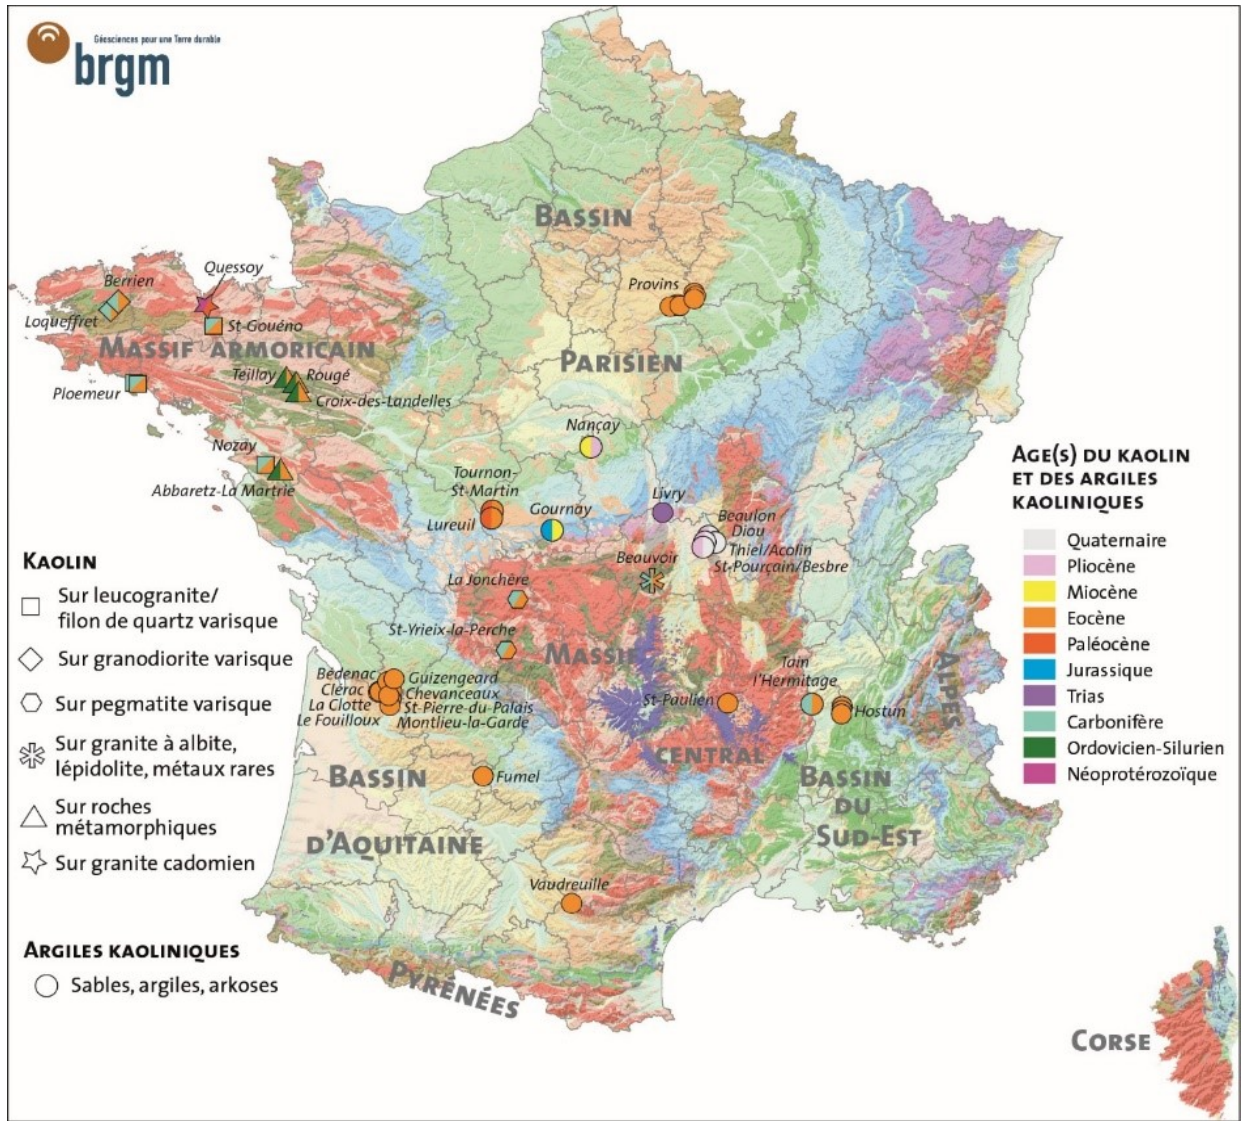 Géosciences pour une Terre durable
brgm
BASSIN
PARISIEN
Quessoy
Berrien
Loqueffret
St-Gouéno
MASSIF ARMORICAIN
Ploemeur
Teillay
Rougé
Croix-des-Landelles
Nozay
Abbaretz-La Martrie
Provins
Nançay
Tournon-
St-Martin
Lureuil
Gournay
Livry
Beaulon
Diou
Thiel/Acolin
St-Pourçain/Besbre
Beauvoir
La Jonchère
St-Yrieix-la-Perche
MASSIF
CENTRAL
St-Paulien
Tain
l'Hermitage
Hostun
ALPES
Bédenac
Clérac
La Clotte
Le Fouilloux
Guizengeard
Chevanceaux
St-Pierre-du-Palais
Montlieu-la-Garde
BASSIN
D'AQUITAINE
Fumel
Vaudreuille
BASSIN
DU
SUD-EST
PYRÉNÉES
CORSE
KAOLIN
Sur leucogranite/
filon de quartz varisque
Sur granodiorite varisque
Sur pegmatite varisque
Sur granite à albite,
lépidolite, métaux rares
Sur roches
métamorphiques
Sur granite cadomien
ARGILES KAOLINIQUES
Sables, argiles, arkoses
AGE(S) DU KAOLIN
ET DES ARGILES
KAOLINIQUES
Quaternaire
Pliocène
Miocène
Eocène
Paléocène
Jurassique
Trias
Carbonifère
Ordovicien-Silurien
Néoprotérozoïque